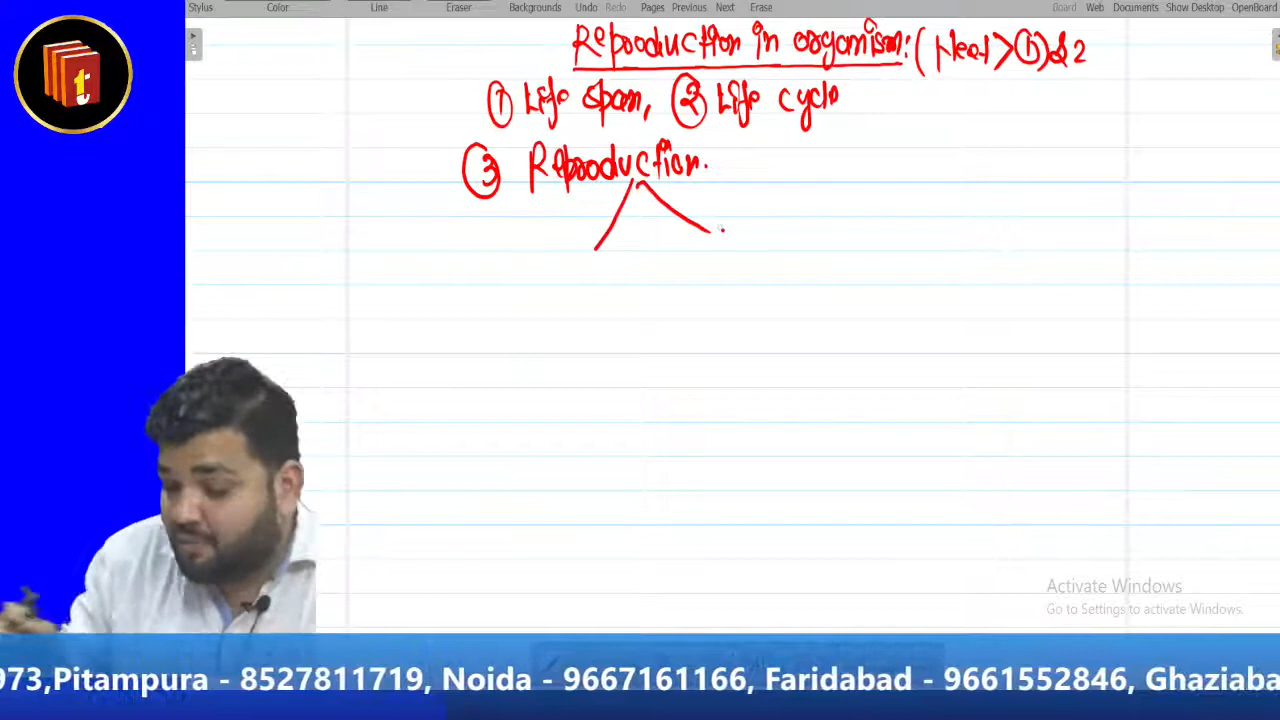 Stylus Color Line Eraser Backgrounds Undo Redo Pages Previous Next Erase Board Web Documents Show Desktop OpenBoard
Reproduction in organism: (Neet > ①) & 2
① Life span, ② Life cycle
③ Reproduction.
t
Activate Windows
Go to Settings to activate Windows.
973,Pitampura - 8527811719, Noida - 9667161166, Faridabad - 9661552846, Ghaziaba